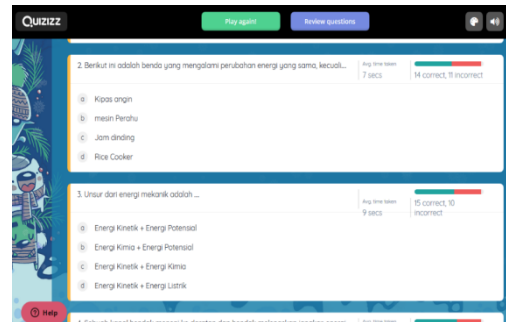 QUIZIZZ
Play again!
Review questions
2. Berikut ini adalah benda yang mengalami perubahan energi yang sama, kecuali...
Avg. time taken
7 secs
14 correct, 11 incorrect
a Kipas angin
b mesin Perahu
c Jam dinding
d Rice Cooker
3. Unsur dari energi mekanik adalah ...
Avg. time taken
9 secs
15 correct, 10
incorrect
a Energi Kinetik + Energi Potensial
b Energi Kimia + Energi Potensial
c Energi Kinetik + Energi Kimia
d Energi Kinetik + Energi Listrik
Help